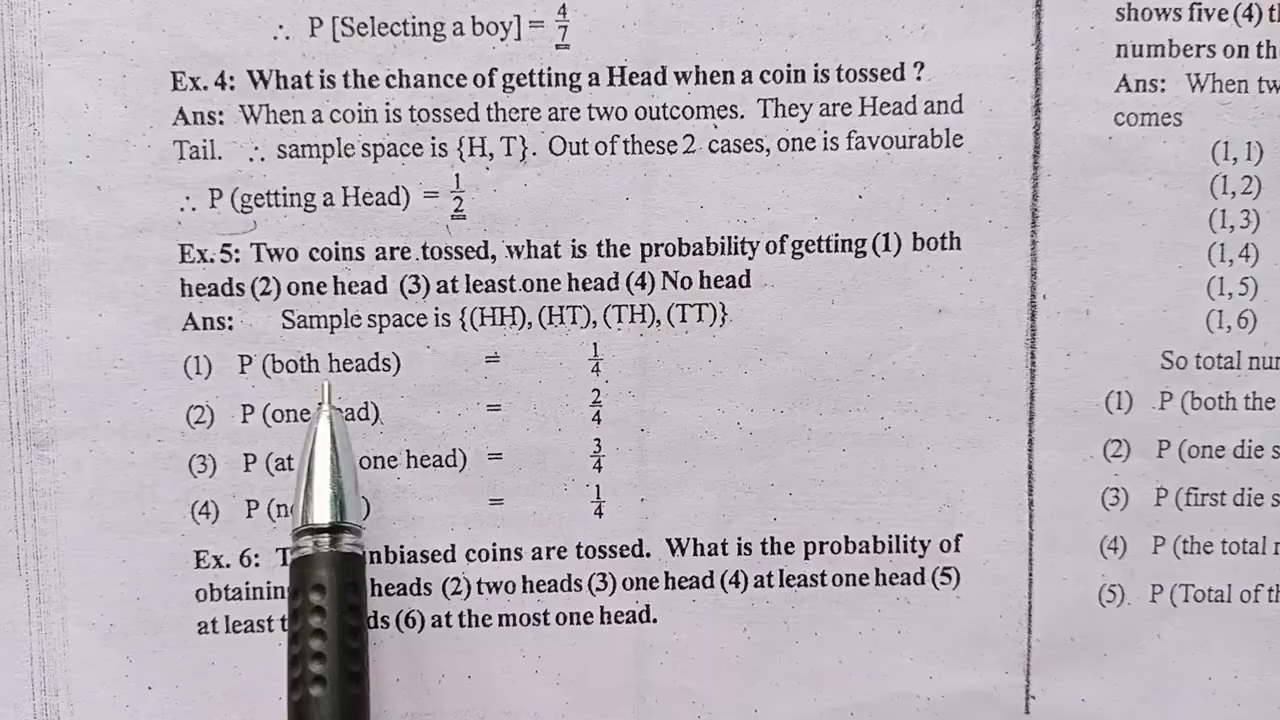 ∴ P [Selecting a boy] = 4/7
Ex. 4: What is the chance of getting a Head when a coin is tossed ?
Ans: When a coin is tossed there are two outcomes. They are Head and
Tail. ∴ sample space is {H, T}. Out of these 2 cases, one is favourable
∴ P (getting a Head) = 1/2
Ex. 5: Two coins are tossed, what is the probability of getting (1) both
heads (2) one head (3) at least one head (4) No head
Ans: Sample space is {(HH), (HT), (TH), (TT)}
(1) P (both heads) = 1/4
(2) P (one = 2/4
(3) P (at one head) = 3/4
(4) P = 1/4
Ex. 6: coins are tossed. What is the probability of
heads (2) two heads (3) one head (4) at least one head (5)
at least (6) at the most one head.
shows five (4)
numbers on
Ans: When
comes
(1, 1)
(1, 2)
(1, 3)
(1, 4)
(1, 5)
(1, 6)
So total
(1) P (both the
(2) P (one die
(3) P (first die
(4) P (the total
(5). P (Total of